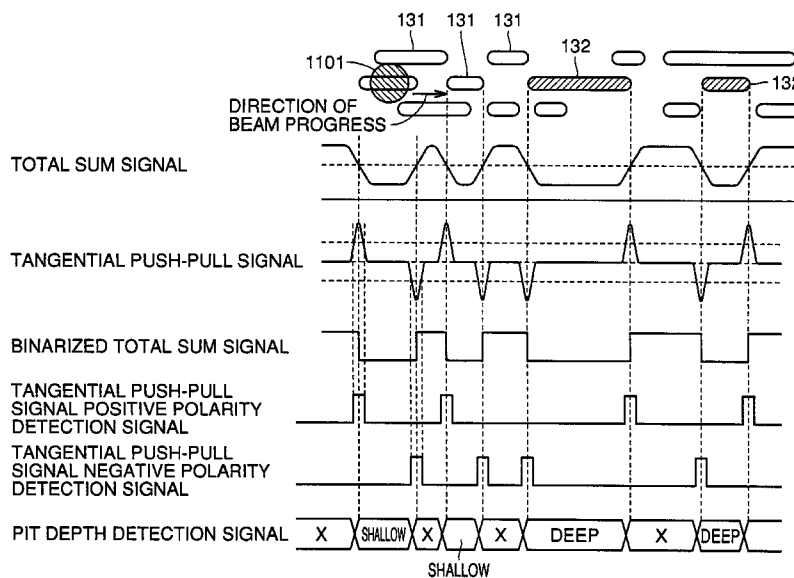 131 131 131 132
1101
132
DIRECTION OF
BEAM PROGRESS
TOTAL SUM SIGNAL
TANGENTIAL PUSH-PULL SIGNAL
BINARIZED TOTAL SUM SIGNAL
TANGENTIAL PUSH-PULL
SIGNAL POSITIVE POLARITY
DETECTION SIGNAL
TANGENTIAL PUSH-PULL
SIGNAL NEGATIVE POLARITY
DETECTION SIGNAL
PIT DEPTH DETECTION SIGNAL X SHALLOW X X DEEP X DEEP
SHALLOW